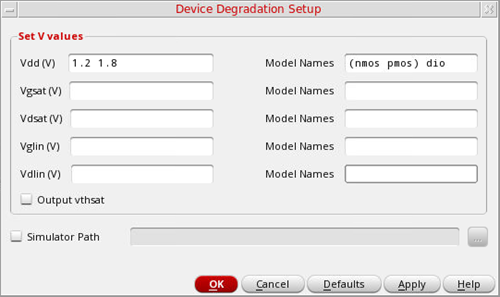 Device Degradation Setup
Set V values
Vdd (V) 1.2 1.8 Model Names (nmos pmos) dio
Vgsat (V) Model Names
Vdsat (V) Model Names
Vglin (V) Model Names
Vdlin (V) Model Names
Output vthsat
Simulator Path ...
OK Cancel Defaults Apply Help